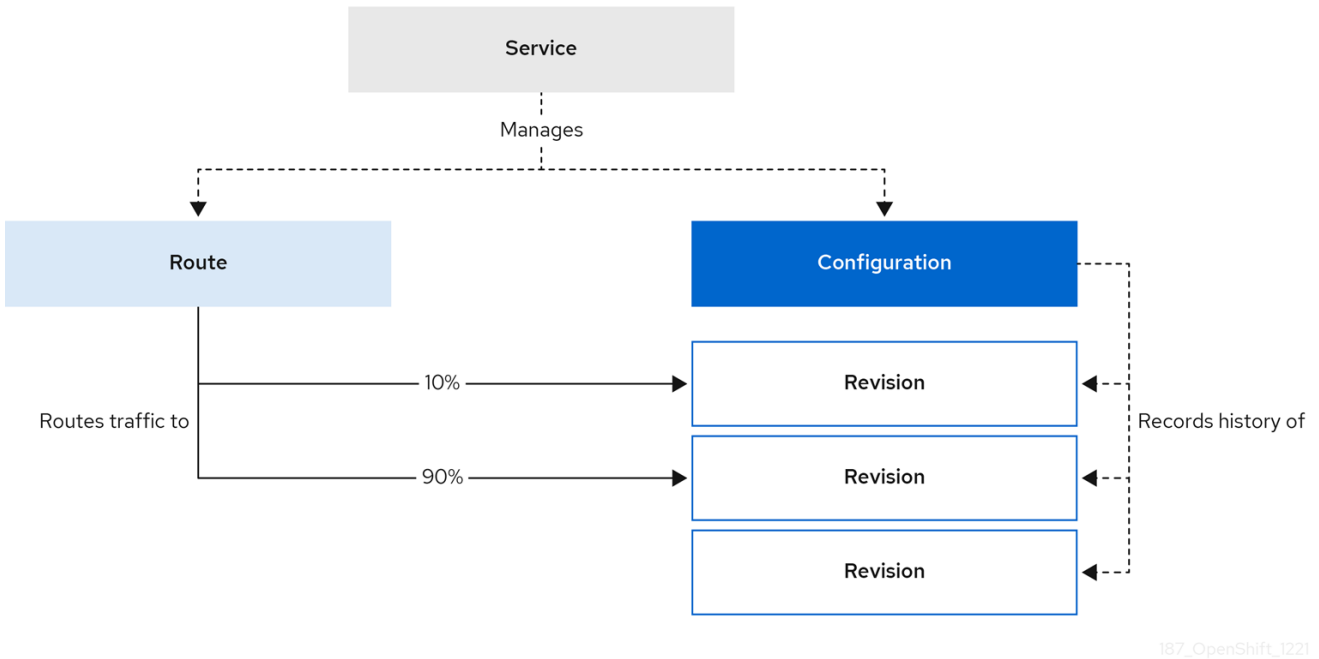 Service
Manages
Route
Configuration
10%
Revision
Routes traffic to
Records history of
90%
Revision
Revision
187_OpenShift_1221